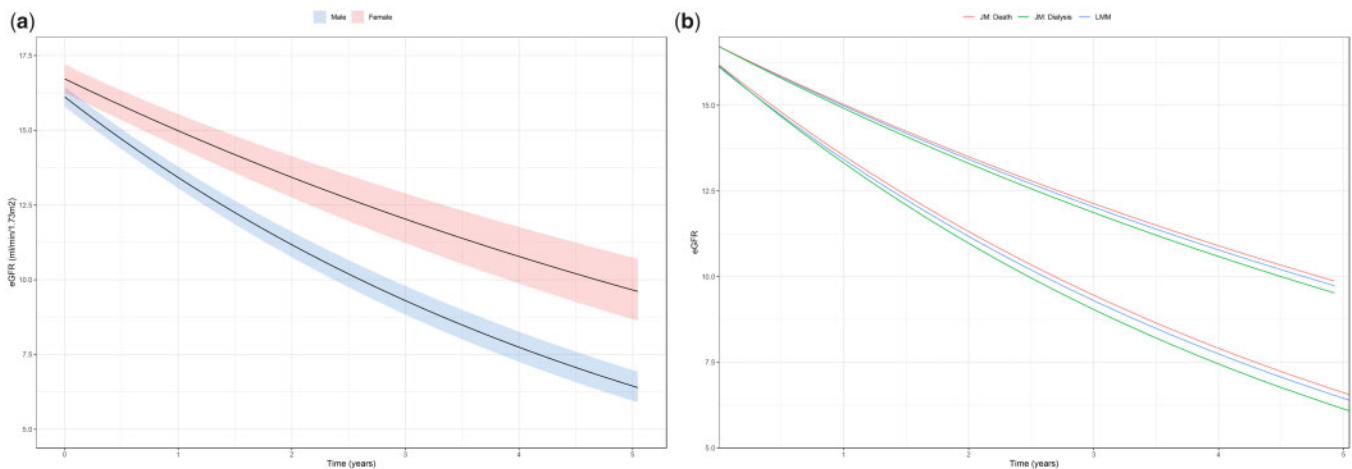 (a)
Male Female
17.5
15.0
12.5
10.0
7.5
5.0
eGFR (ml/min/1.73m2)
0 1 2 3 4 5
Time (years)
(b)
JM: Death JM: Dialysis LMM
15.0
12.5
10.0
7.5
5.0
eGFR
1 2 3 4 5
Time (years)